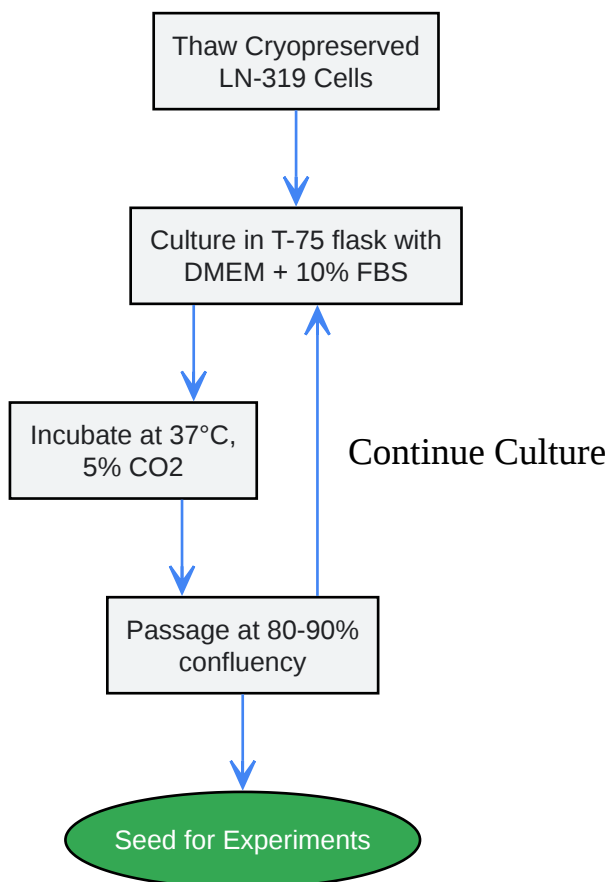 Thaw Cryopreserved
LN-319 Cells
Culture in T-75 flask with
DMEM + 10% FBS
Incubate at 37°C,
5% CO2
Continue Culture
Passage at 80-90%
confluency
Seed for Experiments